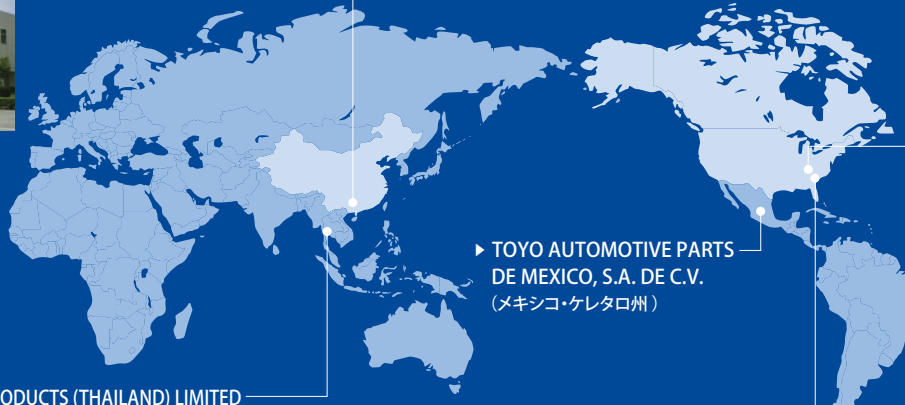 ▶ TOYO AUTOMOTIVE PARTS
DE MEXICO, S.A. DE C.V.
（メキシコ・ケレタロ州）
ODUCTS (THAILAND) LIMITED